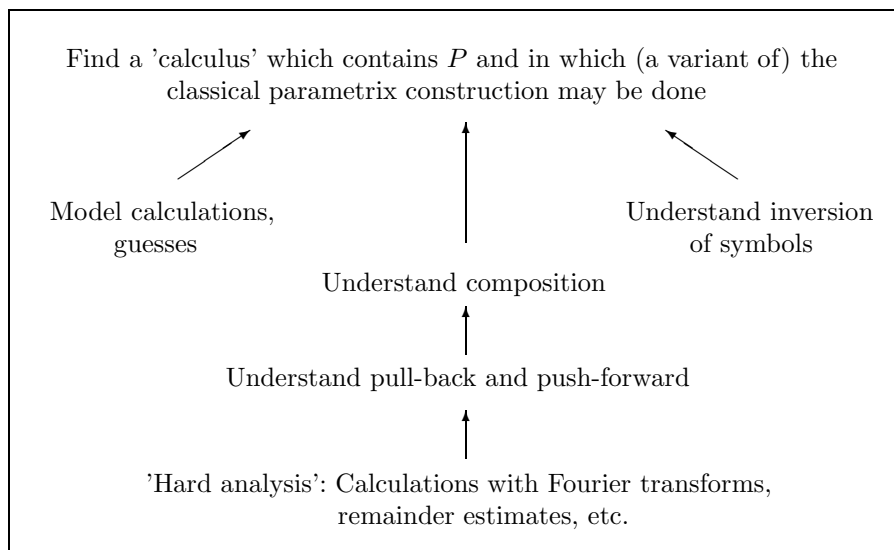 Find a 'calculus' which contains P and in which (a variant of) the
classical parametrix construction may be done
Model calculations,
guesses
Understand inversion
of symbols
Understand composition
Understand pull-back and push-forward
’Hard analysis’: Calculations with Fourier transforms,
remainder estimates, etc.